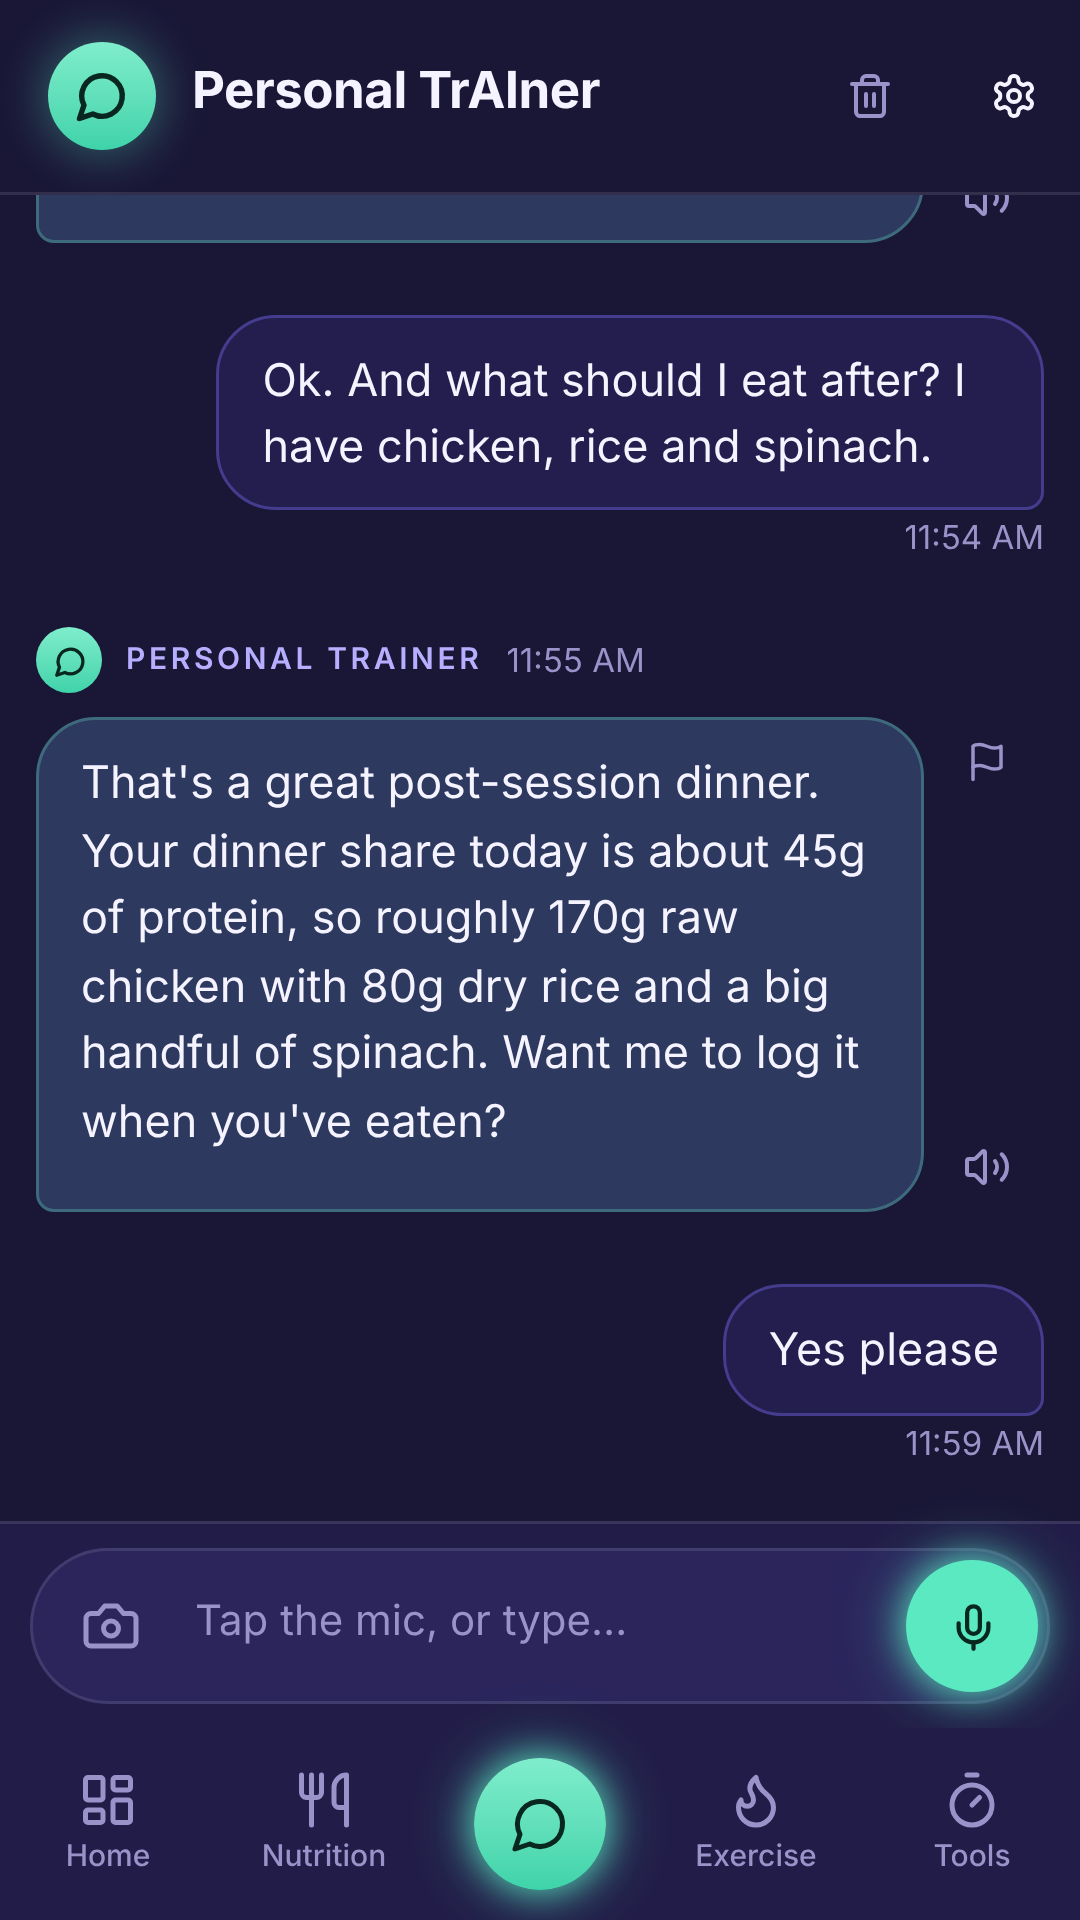 Personal TrAIner
Ok. And what should I eat after? I
have chicken, rice and spinach.
11:54 AM
PERSONAL TRAINER 11:55 AM
That's a great post-session dinner.
Your dinner share today is about 45g
of protein, so roughly 170g raw
chicken with 80g dry rice and a big
handful of spinach. Want me to log it
when you've eaten?
Yes please
11:59 AM
Tap the mic, or type...
Home
Nutrition
Exercise
Tools